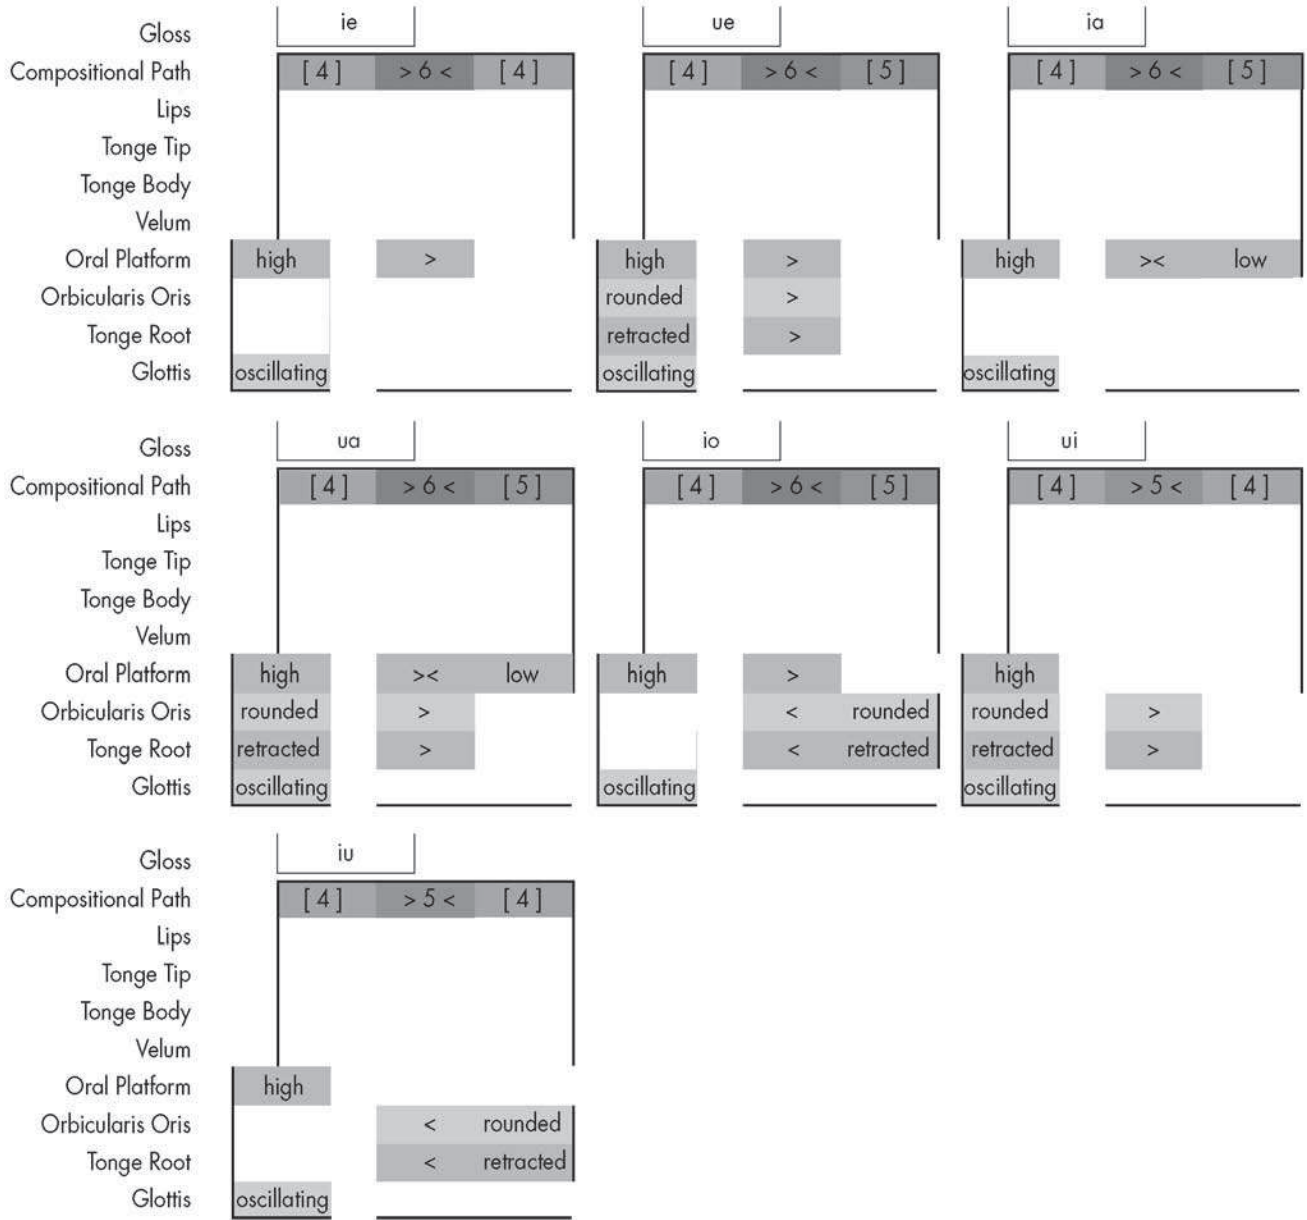 Gloss ie ue ia
Compositional Path [ 4 ] > 6 < [ 4 ] [ 4 ] > 6 < [ 5 ] [ 4 ] > 6 < [ 5 ]
Lips
Tonge Tip
Tonge Body
Velum
Oral Platform high > high > high >< low
Orbicularis Oris rounded >
Tonge Root retracted >
Glottis oscillating oscillating oscillating
Gloss ua io ui
Compositional Path [ 4 ] > 6 < [ 5 ] [ 4 ] > 6 < [ 5 ] [ 4 ] > 5 < [ 4 ]
Lips
Tonge Tip
Tonge Body
Velum
Oral Platform high >< low high > high
Orbicularis Oris rounded > < rounded rounded >
Tonge Root retracted > < retracted retracted >
Glottis oscillating oscillating oscillating
Gloss iu
Compositional Path [ 4 ] > 5 < [ 4 ]
Lips
Tonge Tip
Tonge Body
Velum
Oral Platform high
Orbicularis Oris < rounded
Tonge Root < retracted
Glottis oscillating